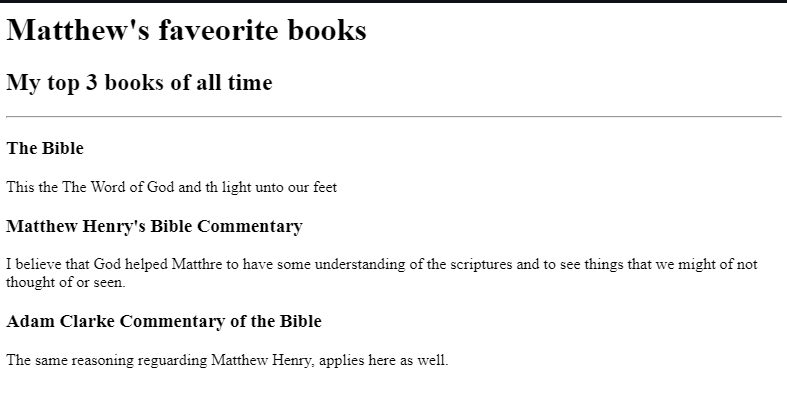 Matthew's faveorite books
My top 3 books of all time
The Bible
This the The Word of God and th light unto our feet
Matthew Henry's Bible Commentary
I believe that God helped Matthre to have some understanding of the scriptures and to see things that we might of not
thought of or seen.
Adam Clarke Commentary of the Bible
The same reasoning reguarding Matthew Henry, applies here as well.